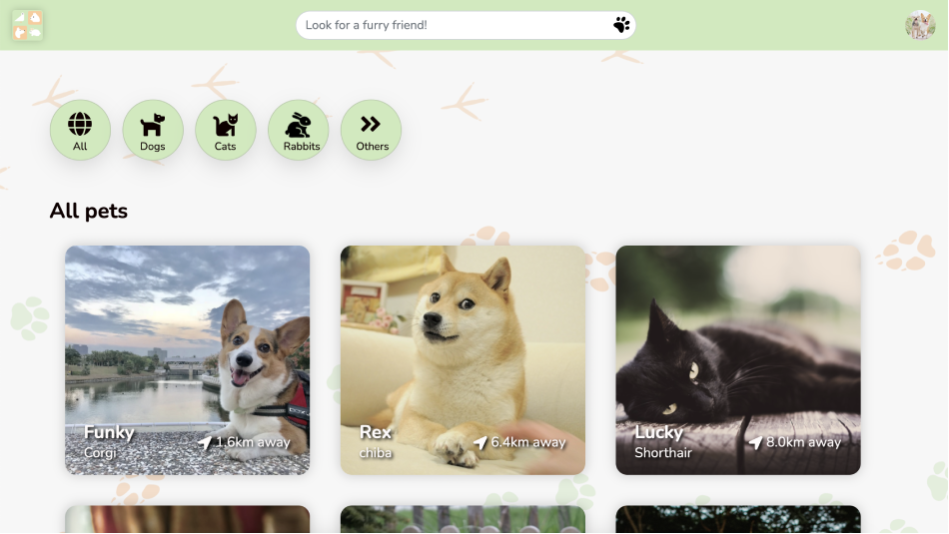 Look for a furry friend!
All
Dogs
Cats
Rabbits
Others
All pets
Funky
Corgi
1.6km away
Rex
chiba
6.4km away
Lucky
Shorthair
8.0km away